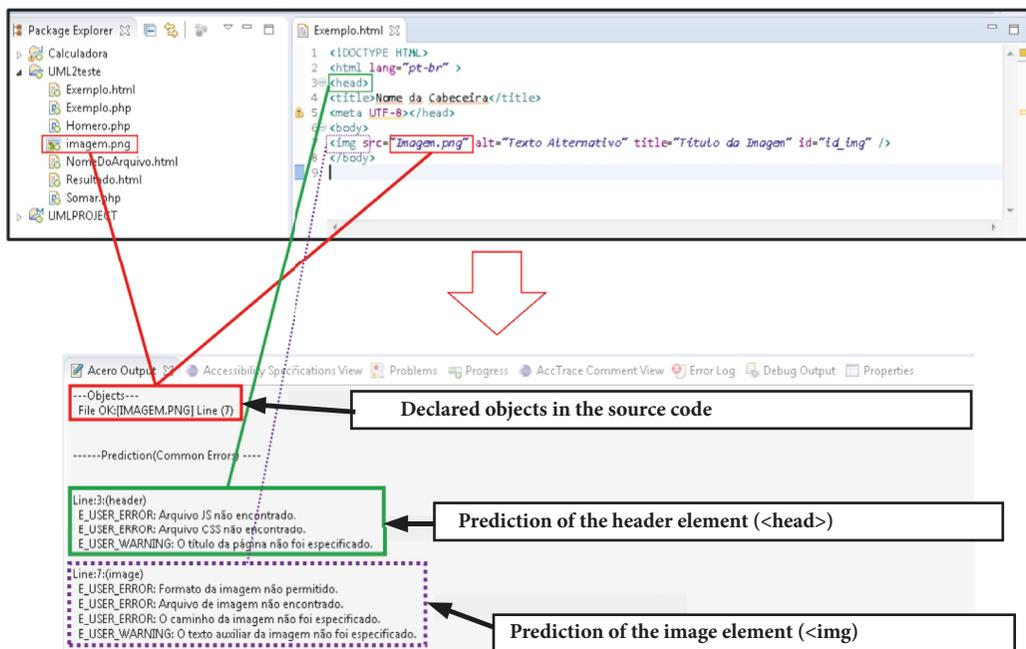 Package Explorer
Calculadora
UML2teste
Exemplo.html
Exemplo.php
Homero.php
imagem.png
NomeDoArquivo.html
Resultado.html
Somar.php
UMLPROJECT
Exemplo.html
1 <!DOCTYPE HTML>
2 <html lang="pt-br" >
3 <head>
4 <title>Nome da Cabeceira</title>
5 <meta UTF-8></head>
6 <body>
7 <img src="Imagem.png" alt="Texto Alternativo" title="Título da Imagem" id="id_img" />
8 </body>
9
Acero Output Accessibility Specifications View Problems Progress AccTrace Comment View Error Log Debug Output Properties
---Objects---
File OK:[IMAGEM.PNG] Line (7)
Declared objects in the source code
------Prediction(Common Errors) ----
Line:3:(header)
E_USER_ERROR: Arquivo JS não encontrado.
E_USER_ERROR: Arquivo CSS não encontrado.
E_USER_WARNING: O título da página não foi especificado.
Prediction of the header element (<head>)
Line:7:(image)
E_USER_ERROR: Formato da imagem não permitido.
E_USER_ERROR: Arquivo de imagem não encontrado.
E_USER_ERROR: O caminho da imagem não foi especificado.
E_USER_WARNING: O texto auxiliar da imagem não foi especificado.
Prediction of the image element (<img)